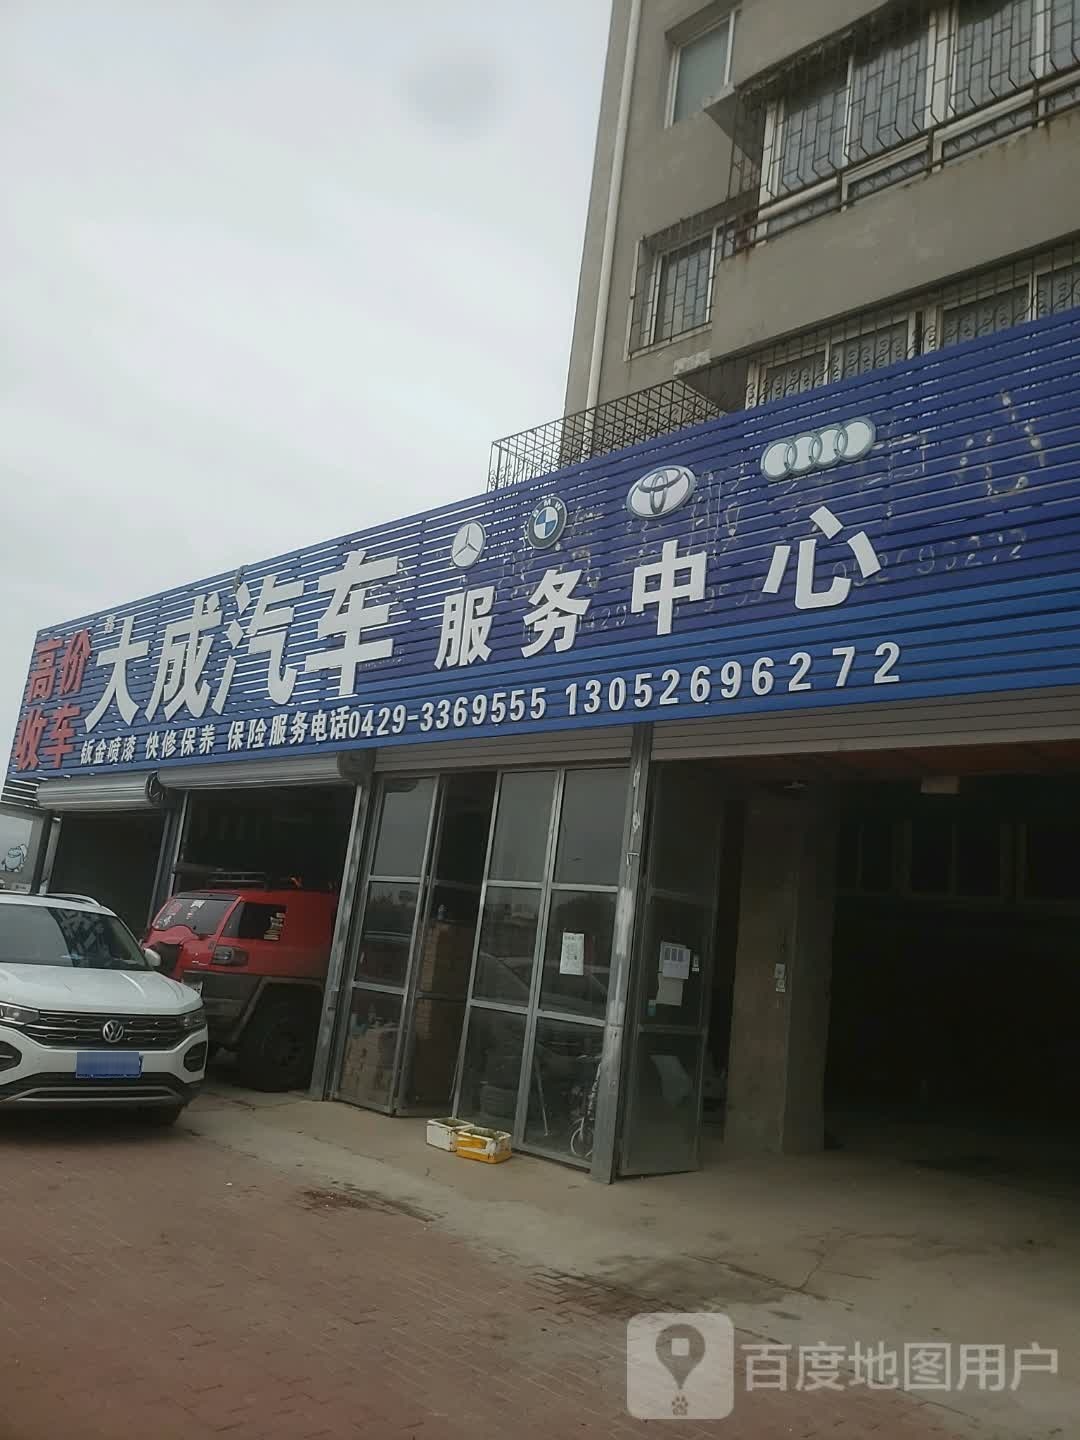 高价
收车
大成汽车
服务中心
钣金喷漆 快修保养 保险服务电话0429-3369555 13052696272
百度地图用户